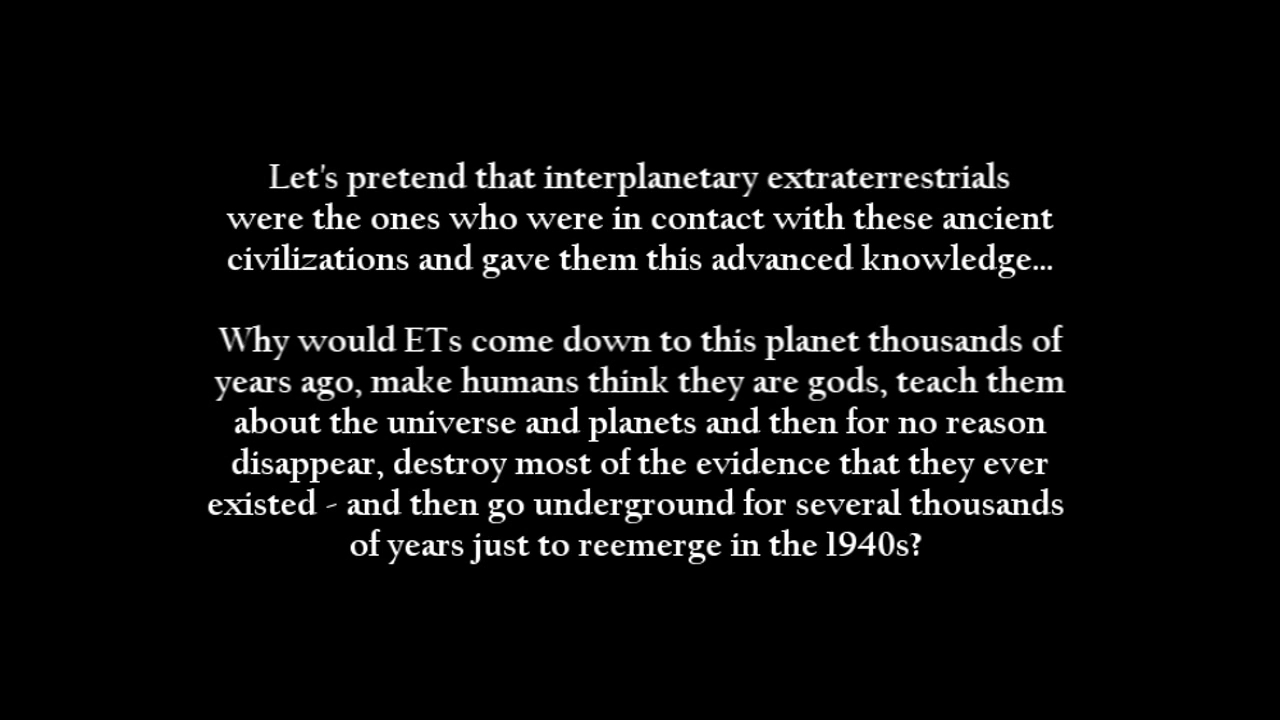 Let's pretend that interplanetary extraterrestrials
were the ones who were in contact with these ancient
civilizations and gave them this advanced knowledge...
Why would ETs come down to this planet thousands of
years ago, make humans think they are gods, teach them
about the universe and planets and then for no reason
disappear, destroy most of the evidence that they ever
existed - and then go underground for several thousands
of years just to reemerge in the 1940s?